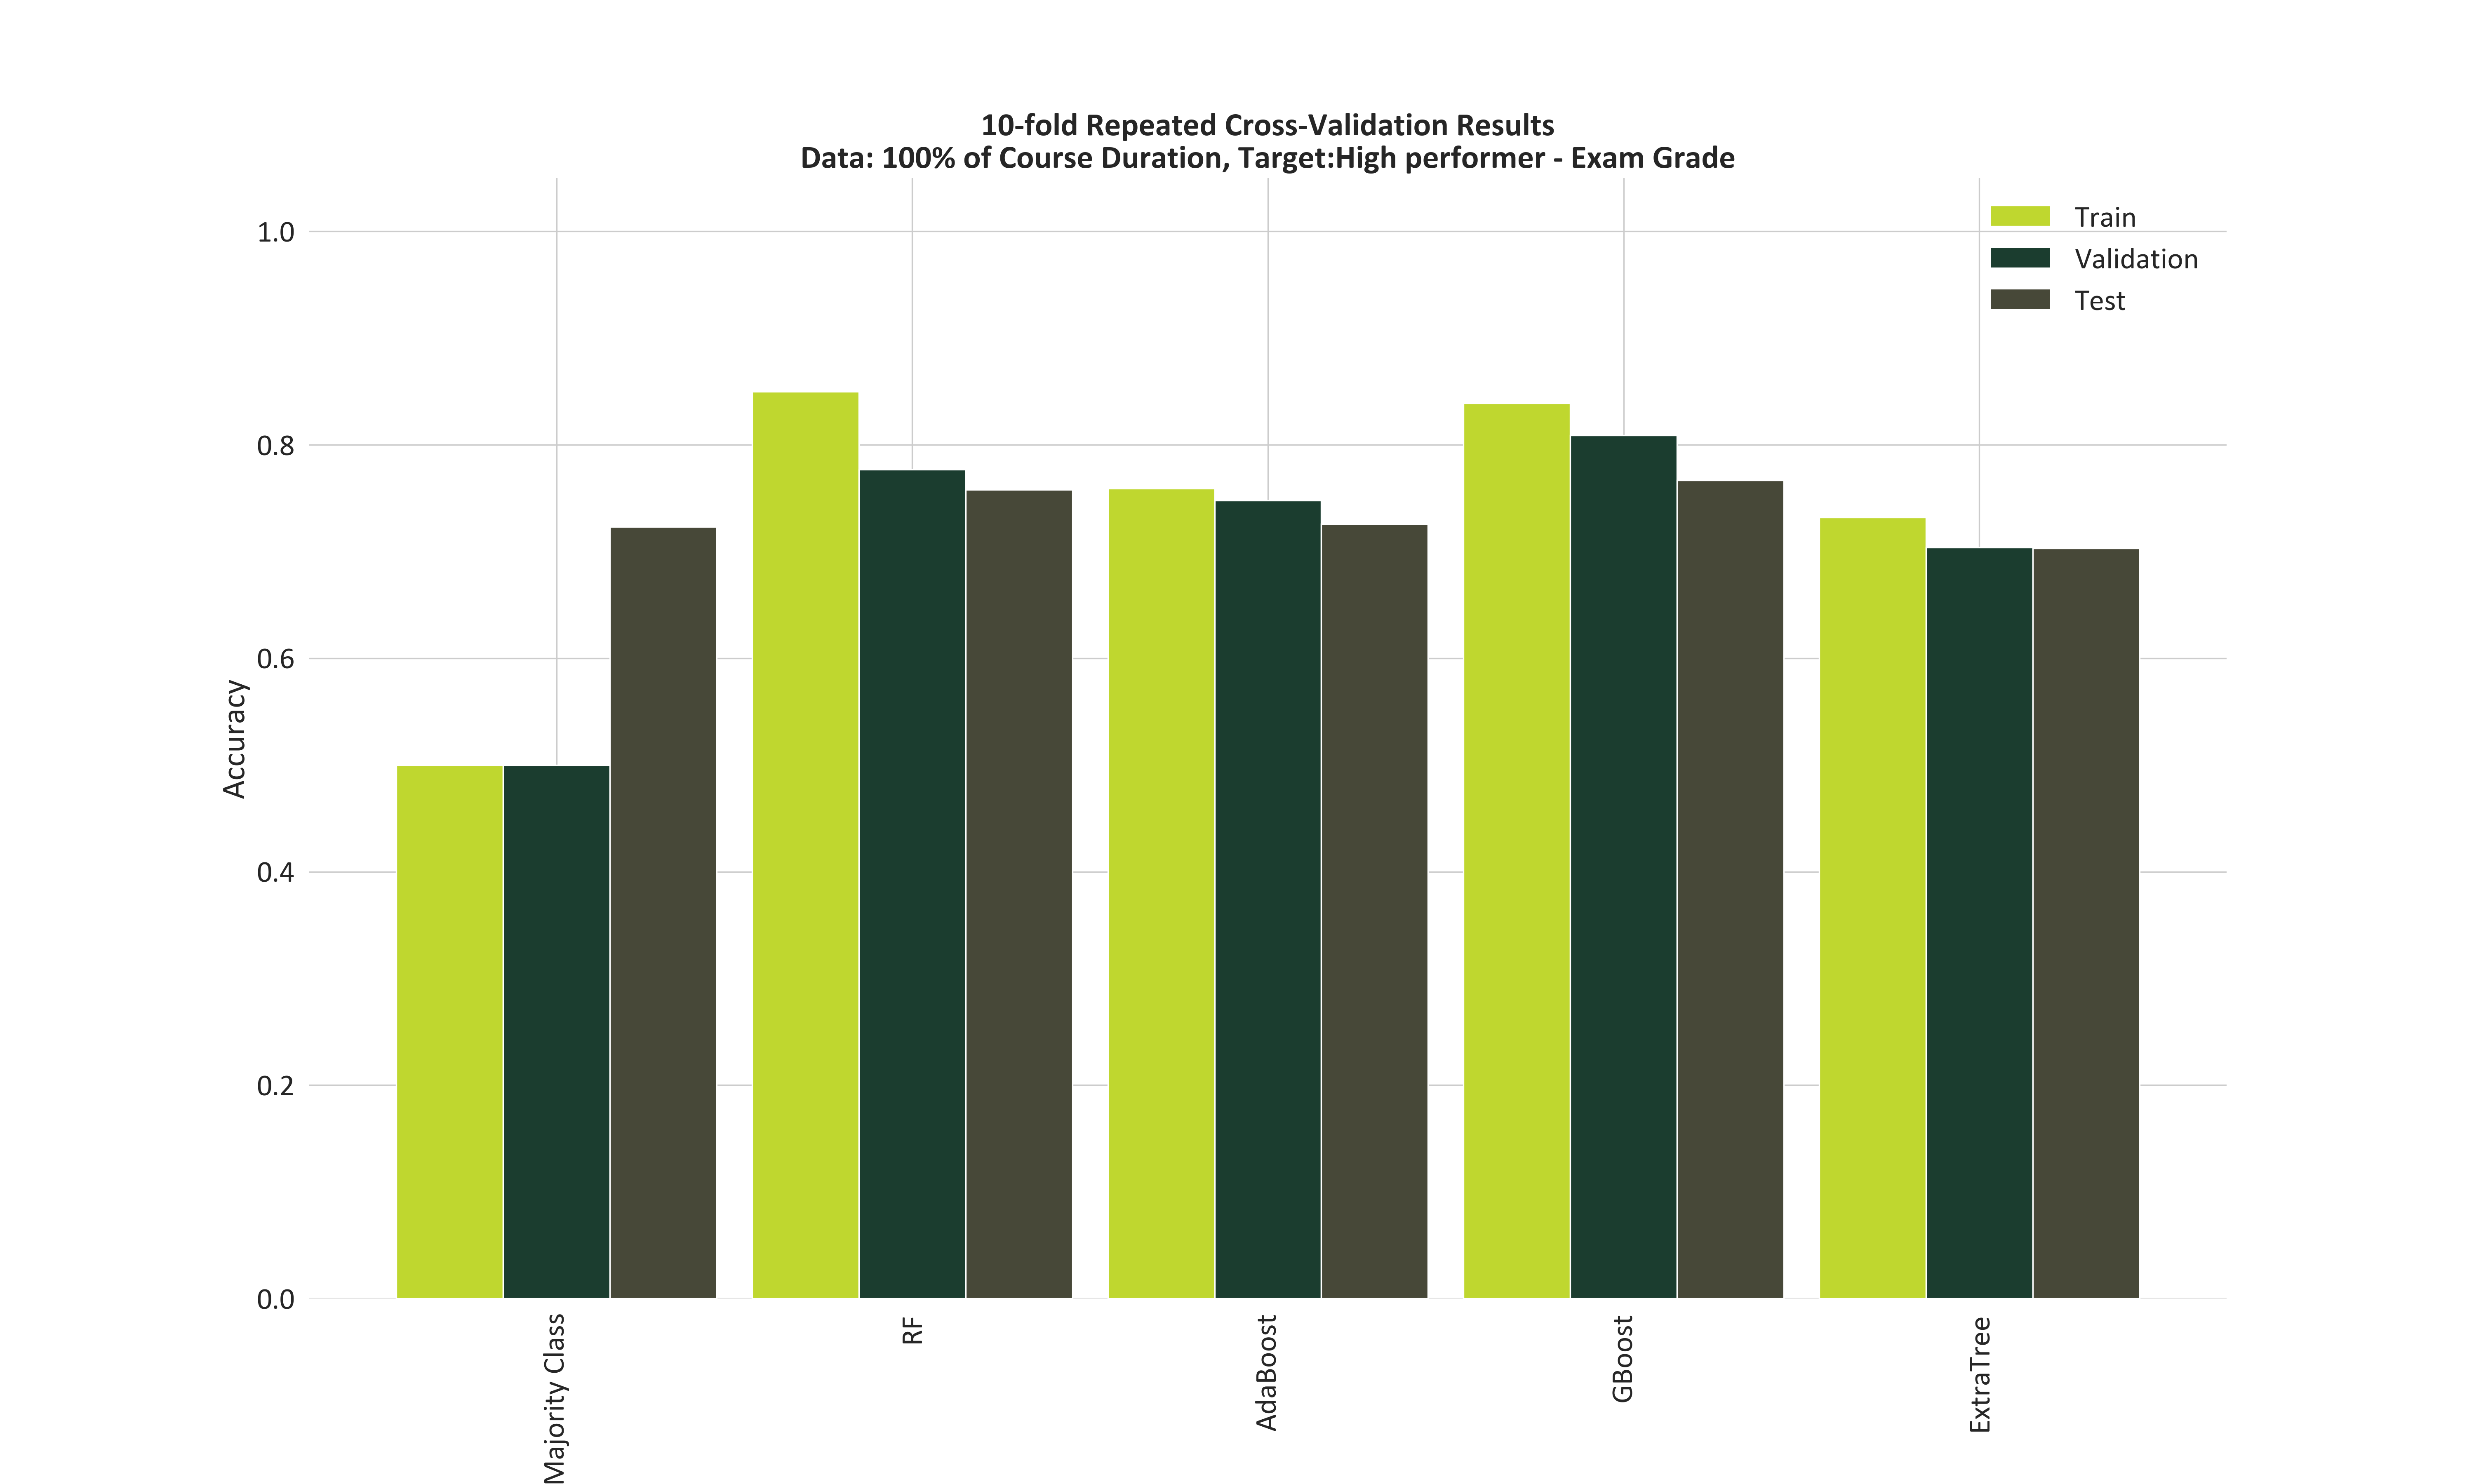 10-fold Repeated Cross-Validation Results
Data: 100% of Course Duration, Target:High performer - Exam Grade
Train
Validation
Test
1.0
0.8
0.6
0.4
0.2
0.0
Accuracy
Majority Class
RF
AdaBoost
GBoost
ExtraTree